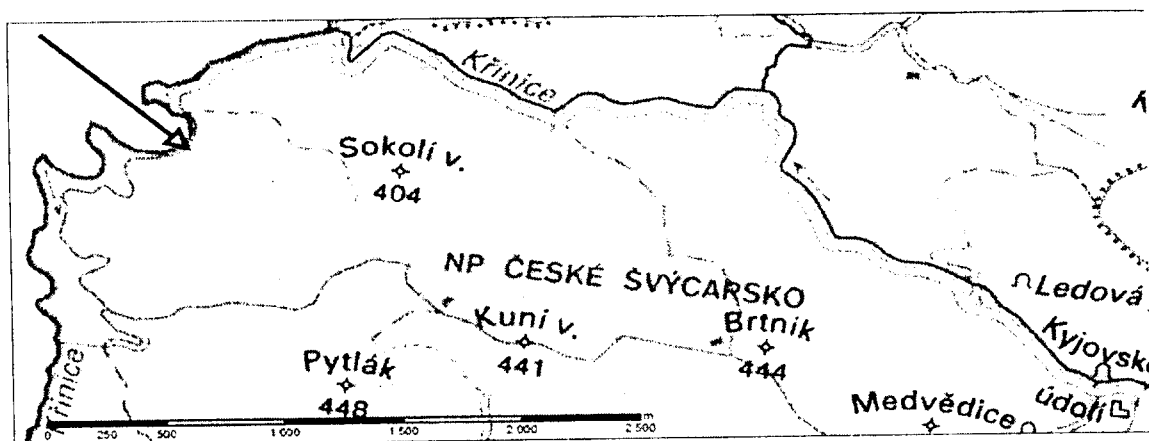 Křinice
Sokolí v.
404
NP ČESKÉ ŠVÝCARSKO
Ledová
Kuní v.
441
Brtník
444
Kyjovské
údolí
Pytlák
448
Křinice
Medvědice
0 250 500 1 000 1 500 2 000 2 500 m